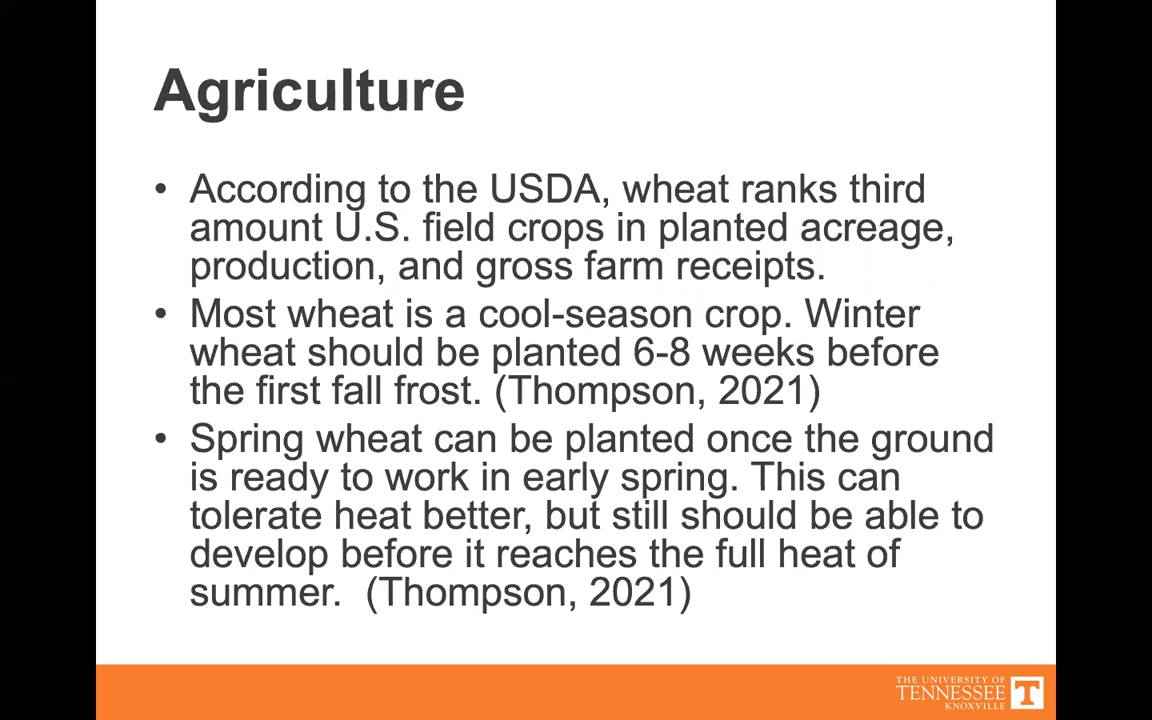 Agriculture
• According to the USDA, wheat ranks third
amount U.S. field crops in planted acreage,
production, and gross farm receipts.
• Most wheat is a cool-season crop. Winter
wheat should be planted 6-8 weeks before
the first fall frost. (Thompson, 2021)
• Spring wheat can be planted once the ground
is ready to work in early spring. This can
tolerate heat better, but still should be able to
develop before it reaches the full heat of
summer.  (Thompson, 2021)
THE UNIVERSITY OF
TENNESSEE
KNOXVILLE
T